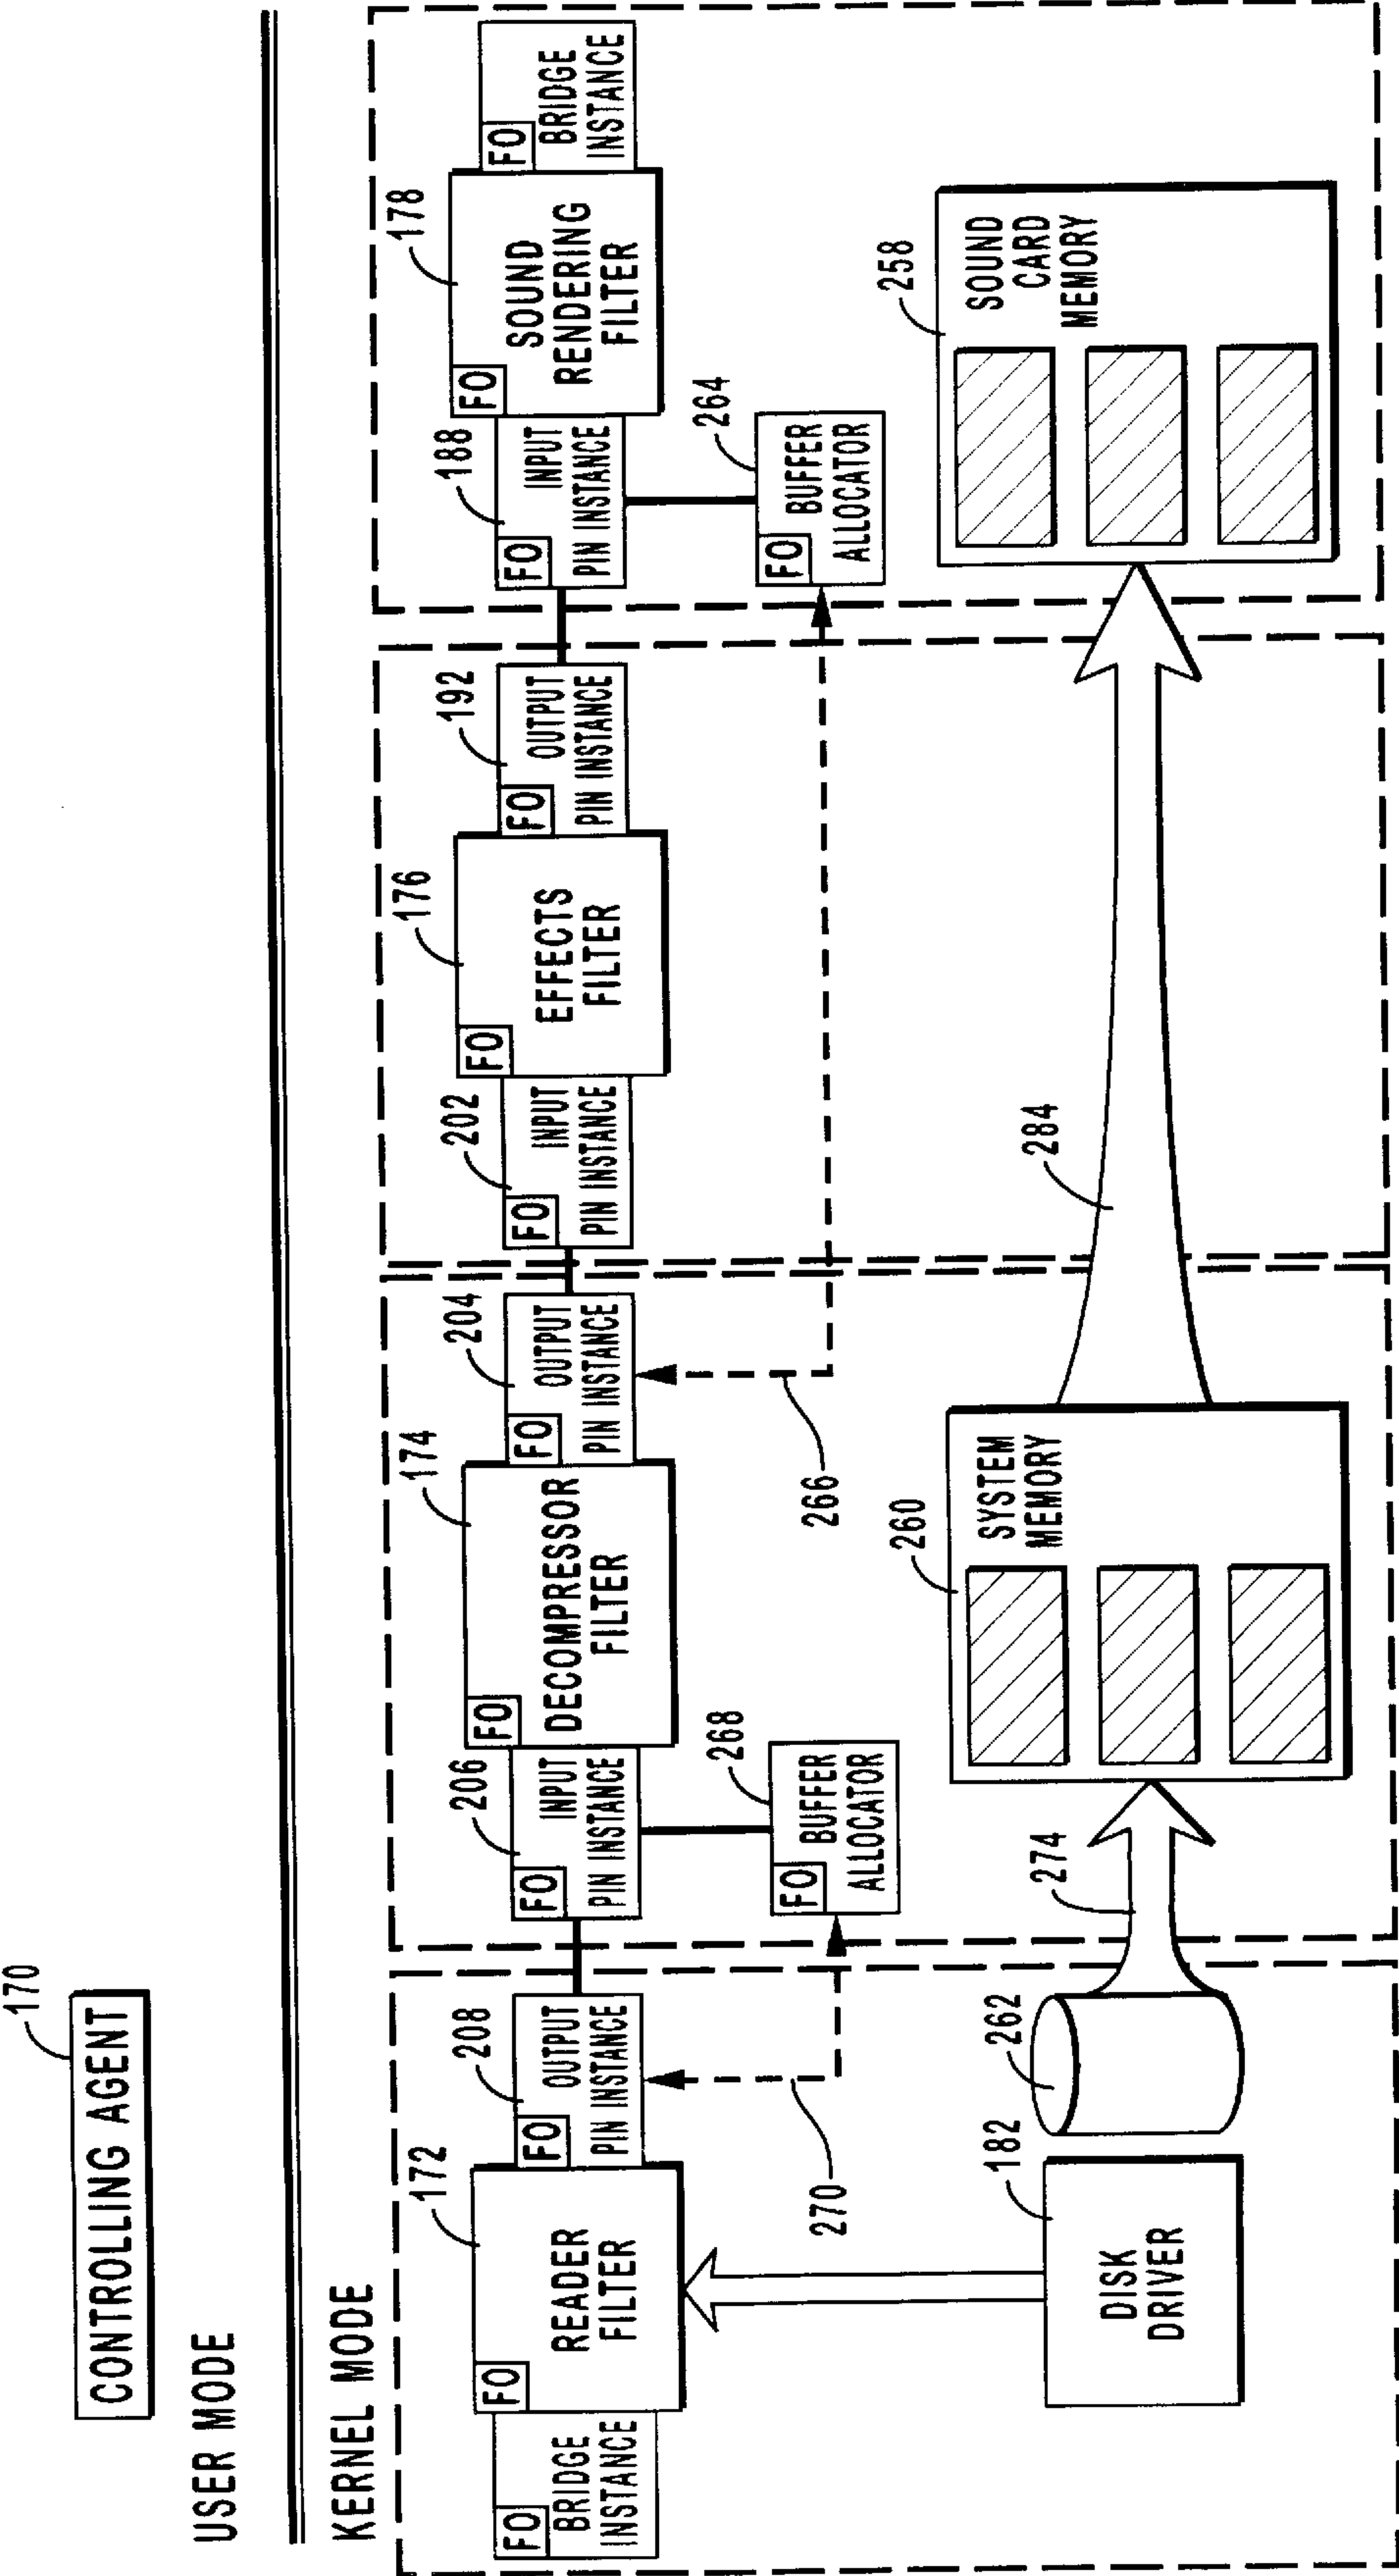 170
CONTROLLING AGENT
USER MODE
KERNEL MODE
FO
BRIDGE
INSTANCE
172
FO
READER
FILTER
208
FO
OUTPUT
PIN INSTANCE
206
FO
INPUT
PIN INSTANCE
174
FO
DECOMPRESSOR
FILTER
204
FO
OUTPUT
PIN INSTANCE
202
FO
INPUT
PIN INSTANCE
176
FO
EFFECTS
FILTER
192
FO
OUTPUT
PIN INSTANCE
188
FO
INPUT
PIN INSTANCE
178
FO
SOUND
RENDERING
FILTER
FO
BRIDGE
INSTANCE
270
268
FO
BUFFER
ALLOCATOR
266
264
FO
BUFFER
ALLOCATOR
182
DISK
DRIVER
262
274
260
SYSTEM
MEMORY
284
258
SOUND
CARD
MEMORY